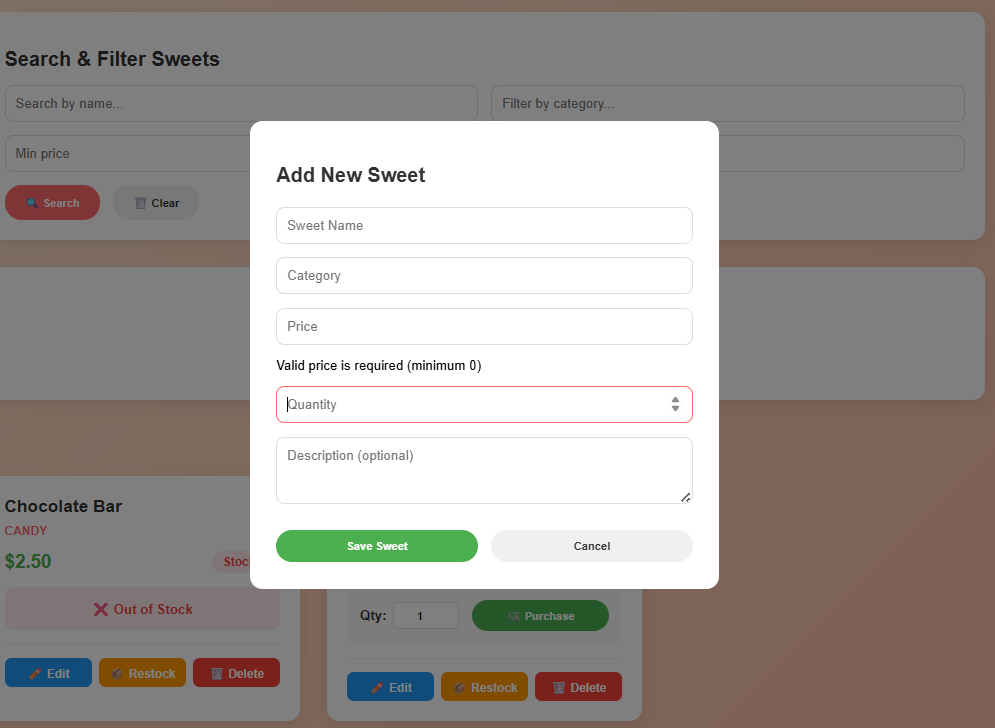 Search & Filter Sweets
Search by name...
Filter by category...
Min price
Search
Clear
Add New Sweet
Sweet Name
Category
Price
Valid price is required (minimum 0)
Quantity
Description (optional)
Save Sweet
Cancel
Chocolate Bar
CANDY
$2.50
Out of Stock
Edit
Restock
Delete
Qty:
1
Purchase
Edit
Restock
Delete